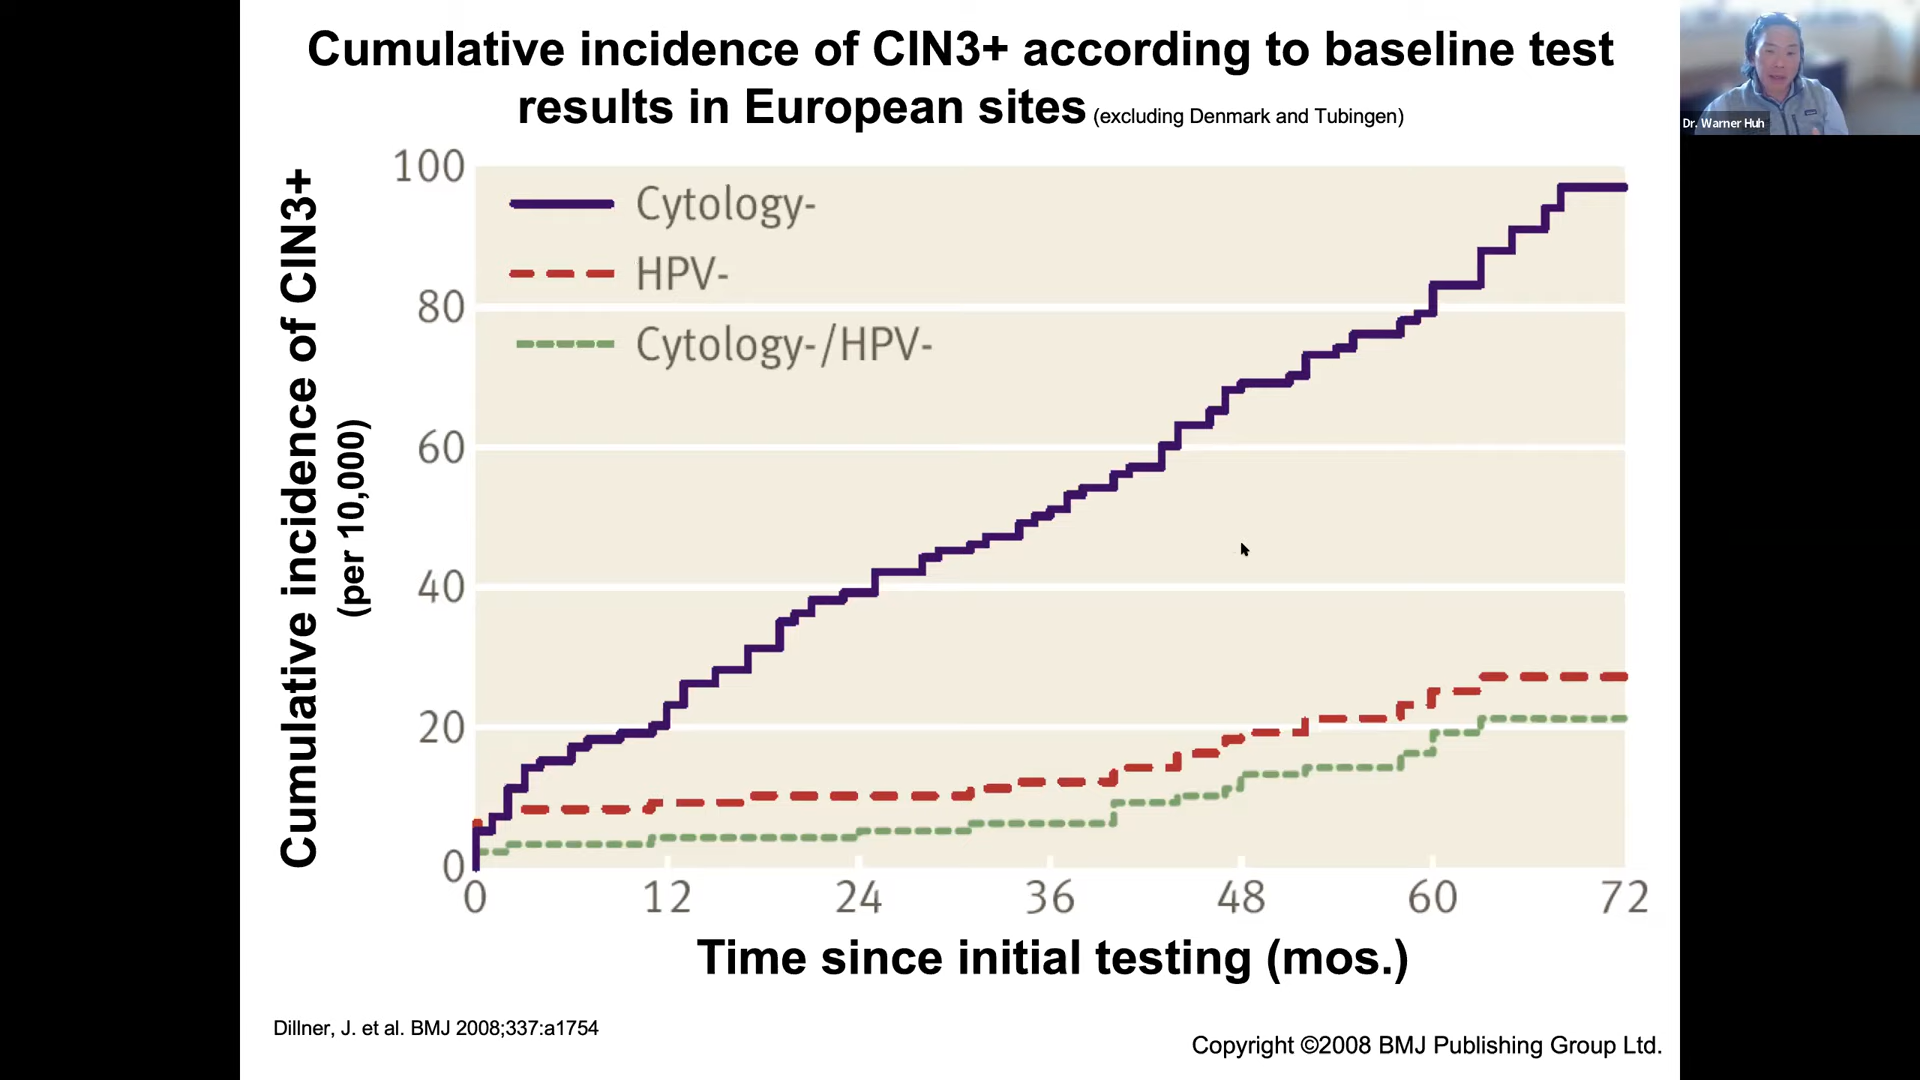 Cumulative incidence of CIN3+ according to baseline test
results in European sites (excluding Denmark and Tubingen)
Dr. Warner Huh
Cumulative incidence of CIN3+
(per 10,000)
100
80
60
40
20
0
Cytology-
HPV-
Cytology-/HPV-
0 12 24 36 48 60 72
Time since initial testing (mos.)
Dillner, J. et al. BMJ 2008;337:a1754
Copyright ©2008 BMJ Publishing Group Ltd.